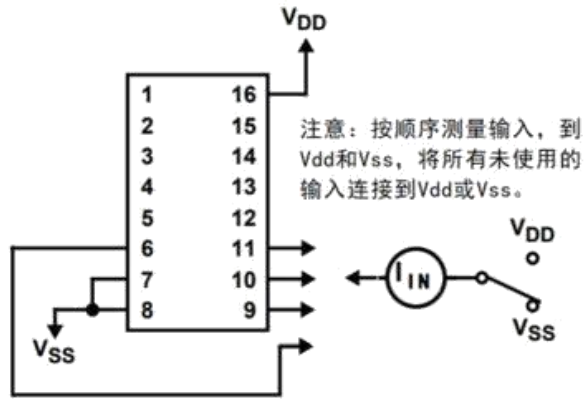 VDD
1 16
2 15
3 14
4 13
5 12
6 11
7 10
8 9
VSS
注意：按顺序测量输入，到
Vdd和Vss，将所有未使用的
输入连接到Vdd或Vss。
IIN
VDD
VSS